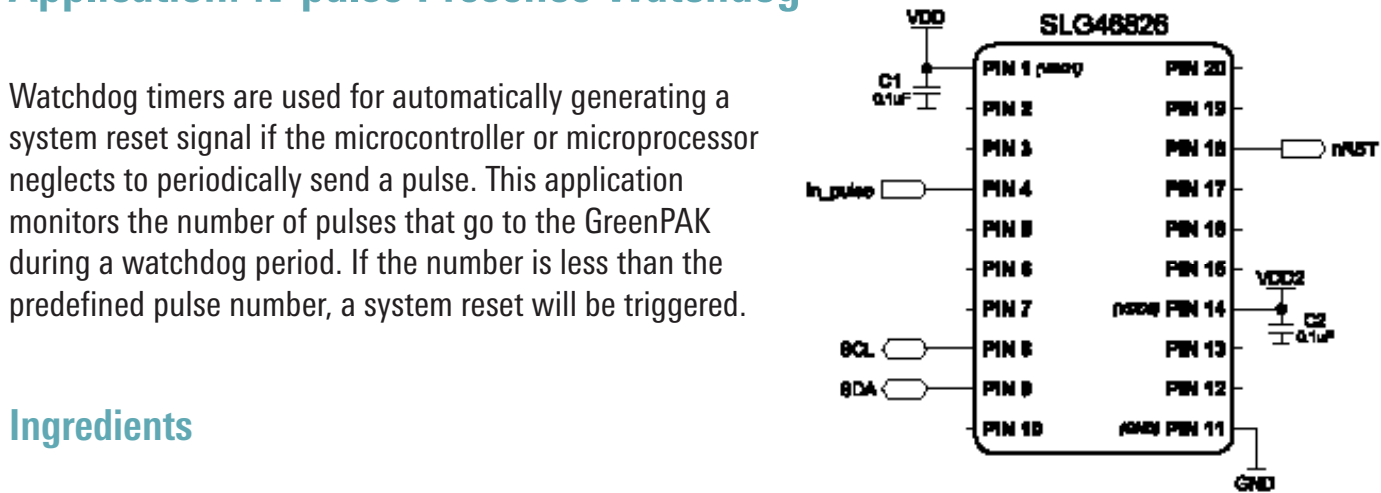 Application: N-pulse Presence Watchdog
Watchdog timers are used for automatically generating a
system reset signal if the microcontroller or microprocessor
neglects to periodically send a pulse. This application
monitors the number of pulses that go to the GreenPAK
during a watchdog period. If the number is less than the
predefined pulse number, a system reset will be triggered.
Ingredients
VDD
SLG46826
C1
0.1uF
PIN 1 (VDD)
PIN 2
PIN 3
In_pulse
PIN 4
PIN 5
PIN 6
PIN 7
SCL
PIN 8
SDA
PIN 9
PIN 10
PIN 20
PIN 19
PIN 18
nRST
PIN 17
PIN 16
PIN 15
VDD2
(VDD2) PIN 14
C2
0.1uF
PIN 13
PIN 12
(GND) PIN 11
GND